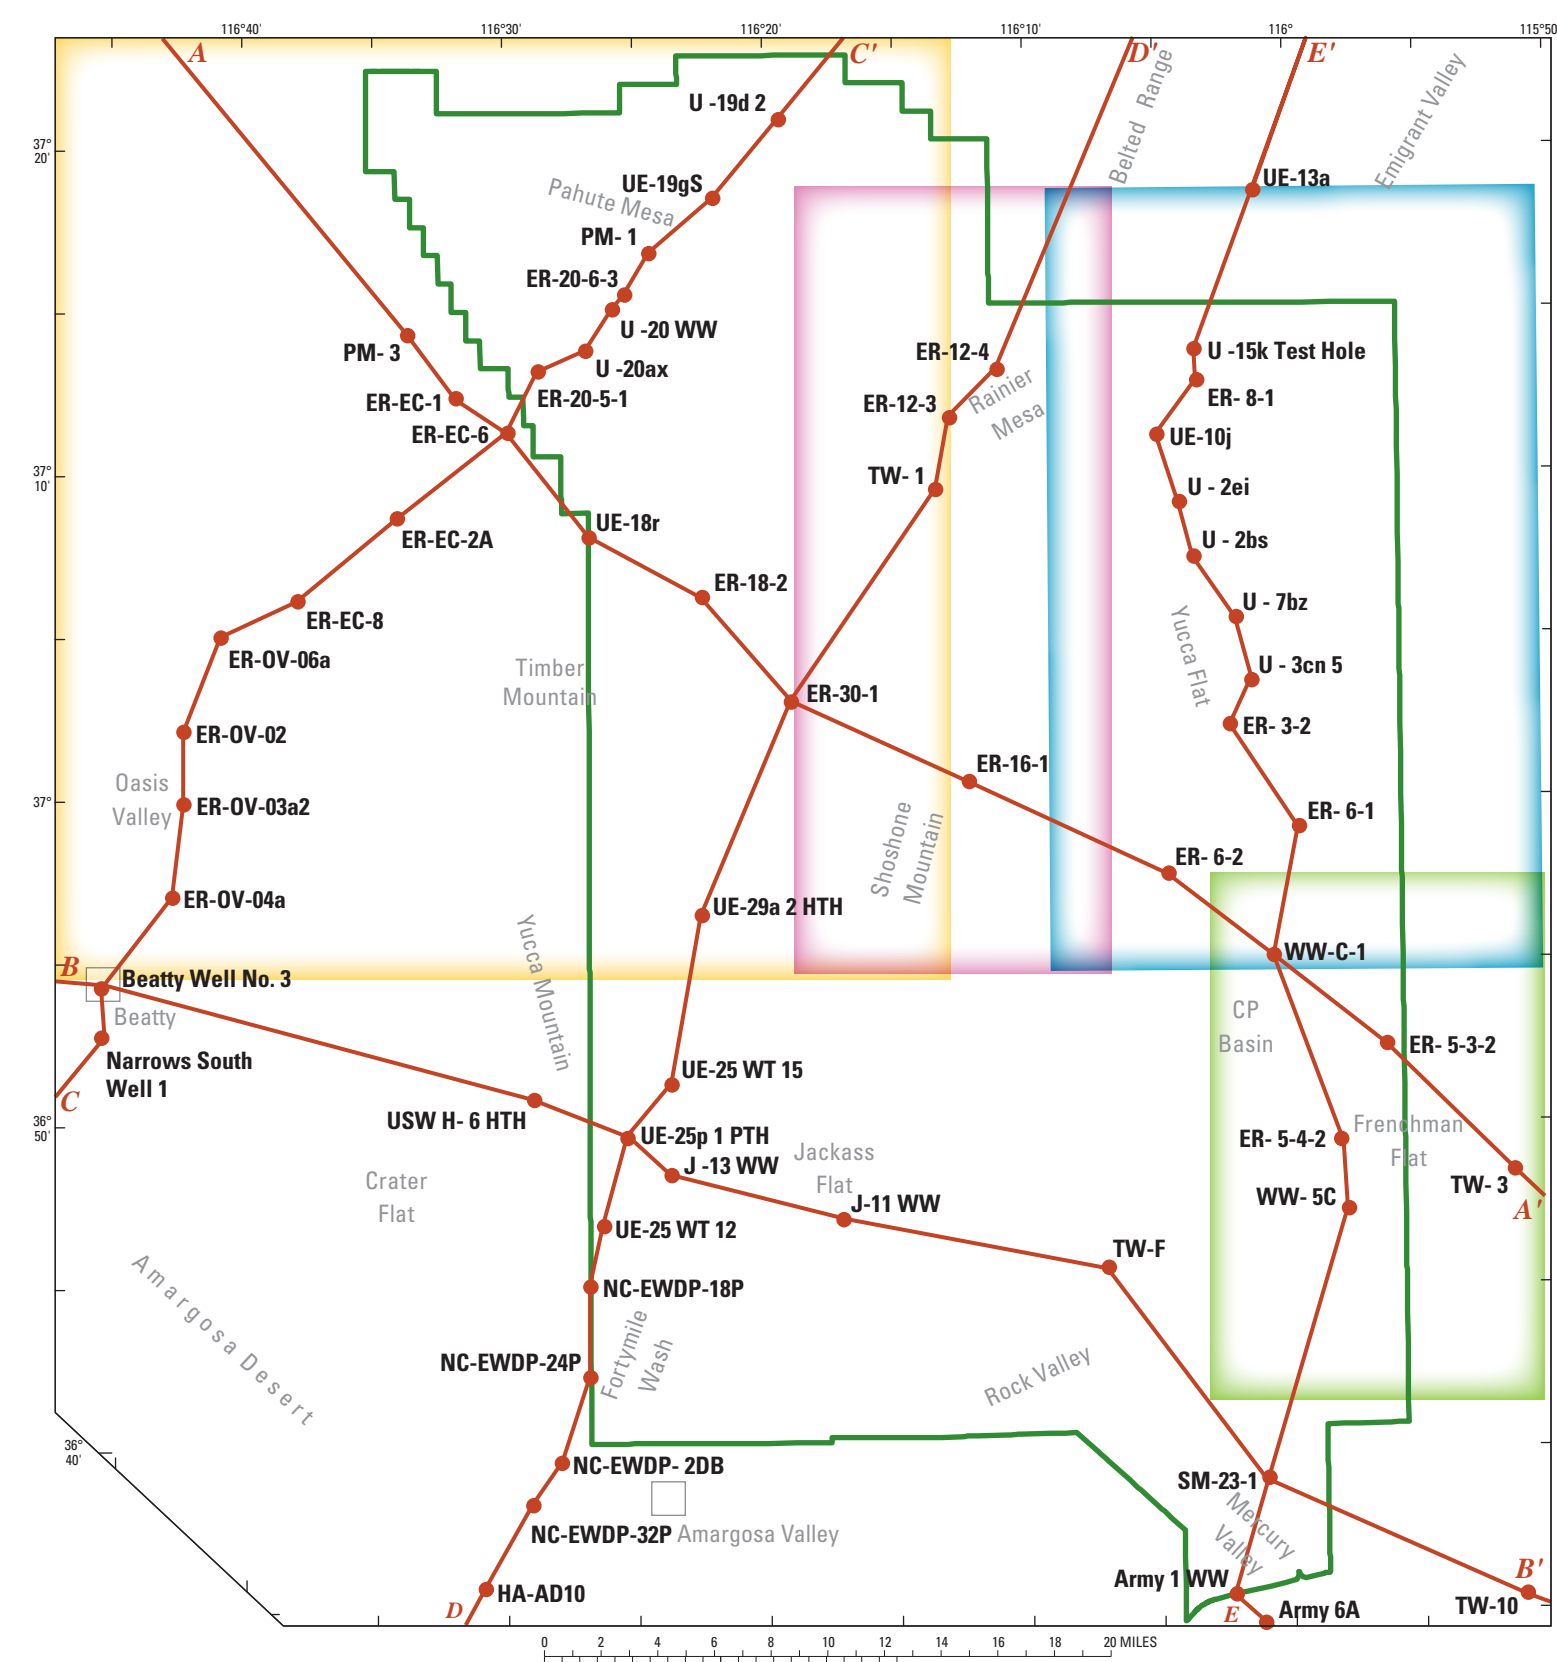 116°40'
116°30'
116°20'
116°10'
116°
115°50'
A
C'
D'
E'
U -19d 2
Belted Range
Emigrant Valley
37°
20'
UE-19gS
Pahute Mesa
UE-13a
PM- 1
ER-20-6-3
U -20 WW
PM- 3
U -20ax
ER-12-4
U -15k Test Hole
ER-EC-1
ER-20-5-1
ER-12-3
Rainier
Mesa
ER- 8-1
ER-EC-6
UE-10j
37°
10'
TW- 1
U - 2ei
UE-18r
ER-EC-2A
U - 2bs
ER-18-2
U - 7bz
ER-EC-8
Yucca Flat
ER-OV-06a
Timber
Mountain
ER-30-1
U - 3cn 5
ER-OV-02
ER- 3-2
ER-16-1
Oasis
Valley
37°
ER-OV-03a2
ER- 6-1
Shoshone
Mountain
ER- 6-2
ER-OV-04a
UE-29a 2 HTH
Yucca Mountain
WW-C-1
B
Beatty Well No. 3
Beatty
CP
Basin
ER- 5-3-2
Narrows South
Well 1
C
UE-25 WT 15
36°
50'
USW H- 6 HTH
UE-25p 1 PTH
ER- 5-4-2
Frenchman
Flat
J -13 WW
Jackass
Flat
TW- 3
Crater
Flat
J-11 WW
WW- 5C
A'
UE-25 WT 12
TW-F
Amargosa Desert
NC-EWDP-18P
Fortymile
Wash
NC-EWDP-24P
Rock Valley
36°
40'
NC-EWDP- 2DB
SM-23-1
Mercury
Valley
NC-EWDP-32P
Amargosa Valley
B'
Army 1 WW
HA-AD10
D
E
Army 6A
TW-10
0 2 4 6 8 10 12 14 16 18 20 MILES